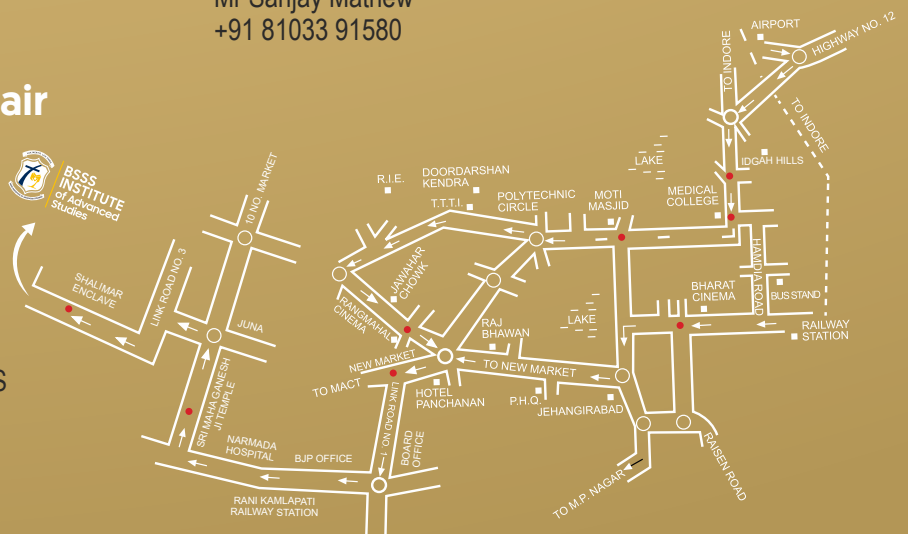 Mr Sanjay Mathew
+91 81033 91580
air
BSSS
INSTITUTE
of Advanced
Studies
S
AIRPORT
HIGHWAY NO. 12
TO INDORE
TO INDORE
IDGAH HILLS
LAKE
MEDICAL
COLLEGE
R.I.E.
DOORDARSHAN
KENDRA
T.T.T.I.
POLYTECHNIC
CIRCLE
MOTI
MASJID
HAMIDIA ROAD
BUS STAND
BHARAT
CINEMA
RAILWAY
STATION
10 NO. MARKET
LINK ROAD NO. 3
SHALIMAR
ENCLAVE
JUNA
JAWAHAR
CHOWK
RANGMAHAL
CINEMA
LAKE
RAJ
BHAWAN
NEW MARKET
TO NEW MARKET
TO MACT
HOTEL
PANCHANAN
P.H.Q.
JEHANGIRABAD
SRI MAHA GANESH
JI TEMPLE
LINK ROAD NO. 1
BOARD
OFFICE
NARMADA
HOSPITAL
BJP OFFICE
RANI KAMLAPATI
RAILWAY STATION
RAISEN ROAD
TO M.P. NAGAR